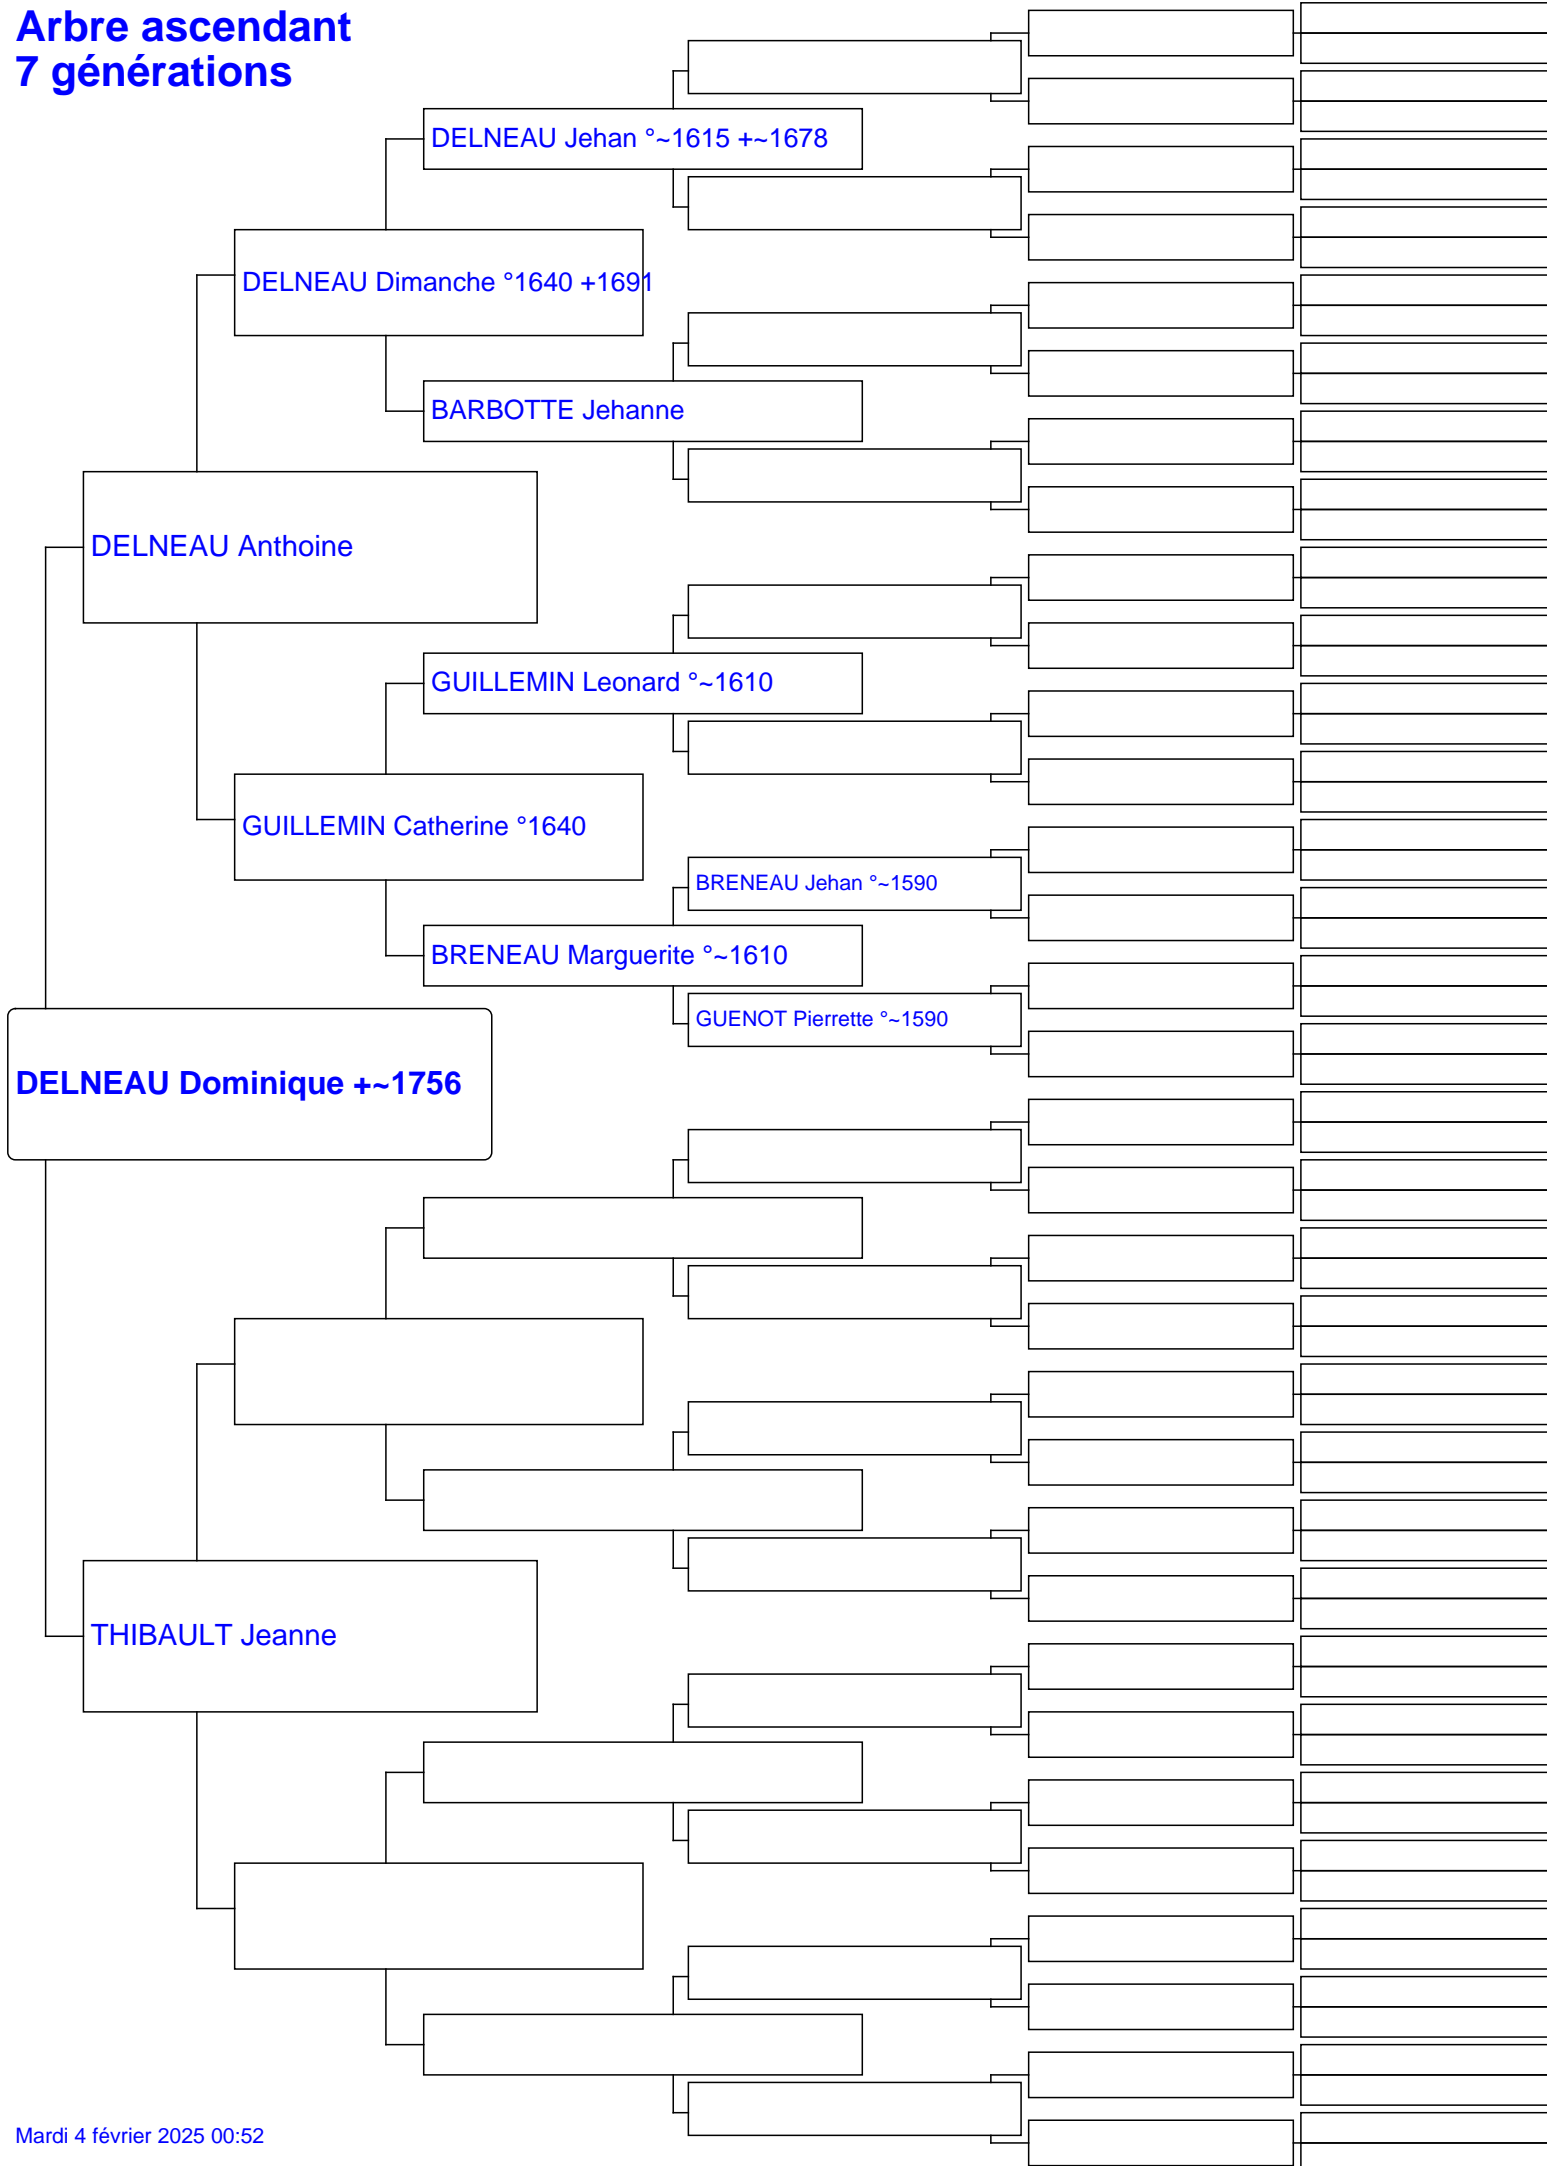 Arbre ascendant
7 générations
DELNEAU Jehan °~1615 +~1678
DELNEAU Dimanche °1640 +1691
BARBOTTE Jehanne
DELNEAU Anthoine
GUILLEMIN Leonard °~1610
GUILLEMIN Catherine °1640
BRENEAU Jehan °~1590
BRENEAU Marguerite °~1610
GUENOT Pierrette °~1590
DELNEAU Dominique +~1756
THIBAULT Jeanne
Mardi 4 février 2025 00:52